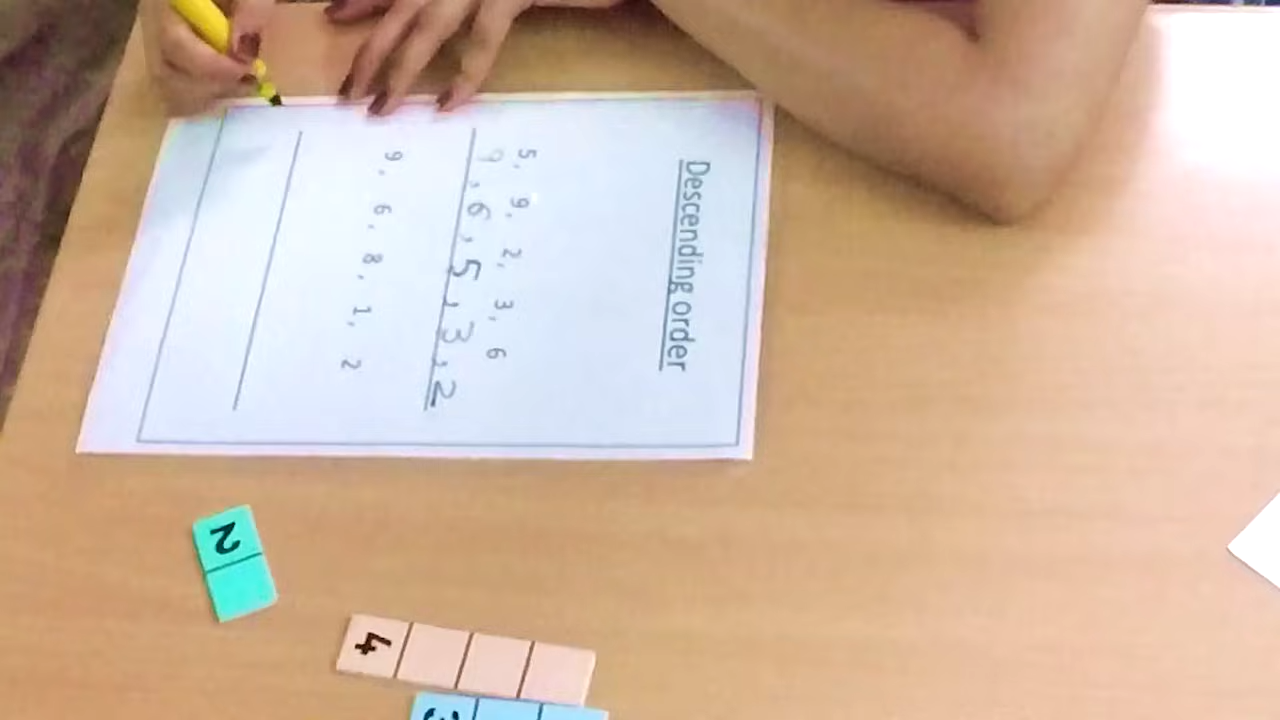 Descending order
5, 9, 2, 3, 6
9, 6, 5, 3, 2
9, 6, 8, 1, 2
2
4
3